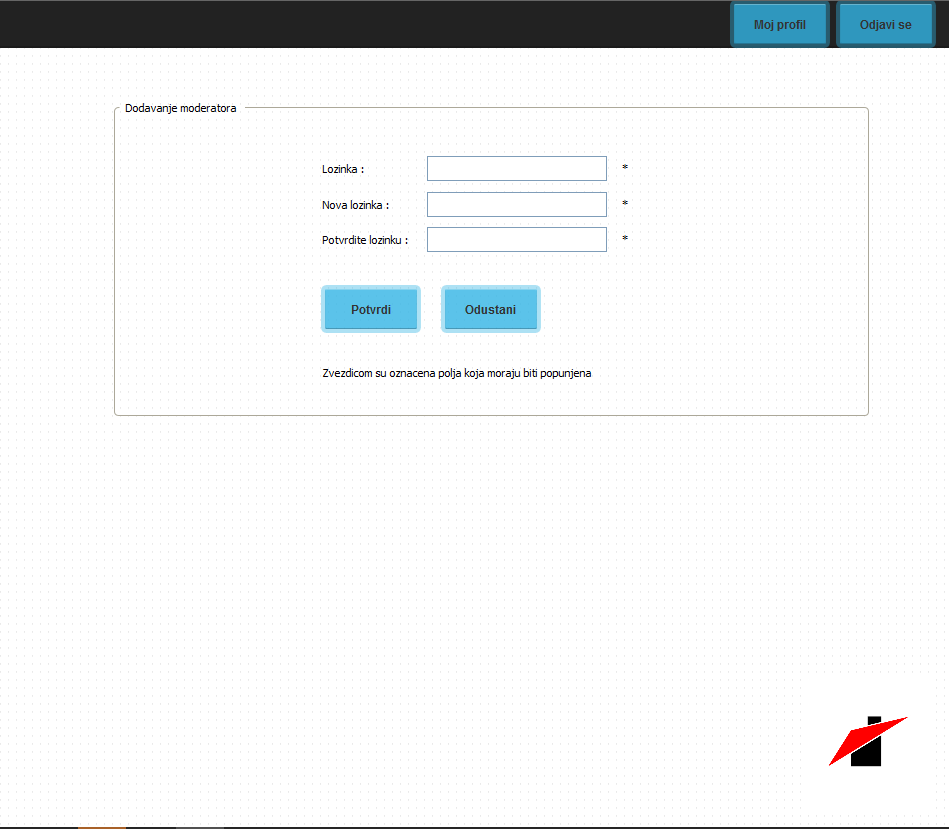 Moj profil Odjavi se
Dodavanje moderatora
Lozinka : *
Nova lozinka : *
Potvrdite lozinku : *
Potvrdi Odustani
Zvezdicom su oznacena polja koja moraju biti popunjena